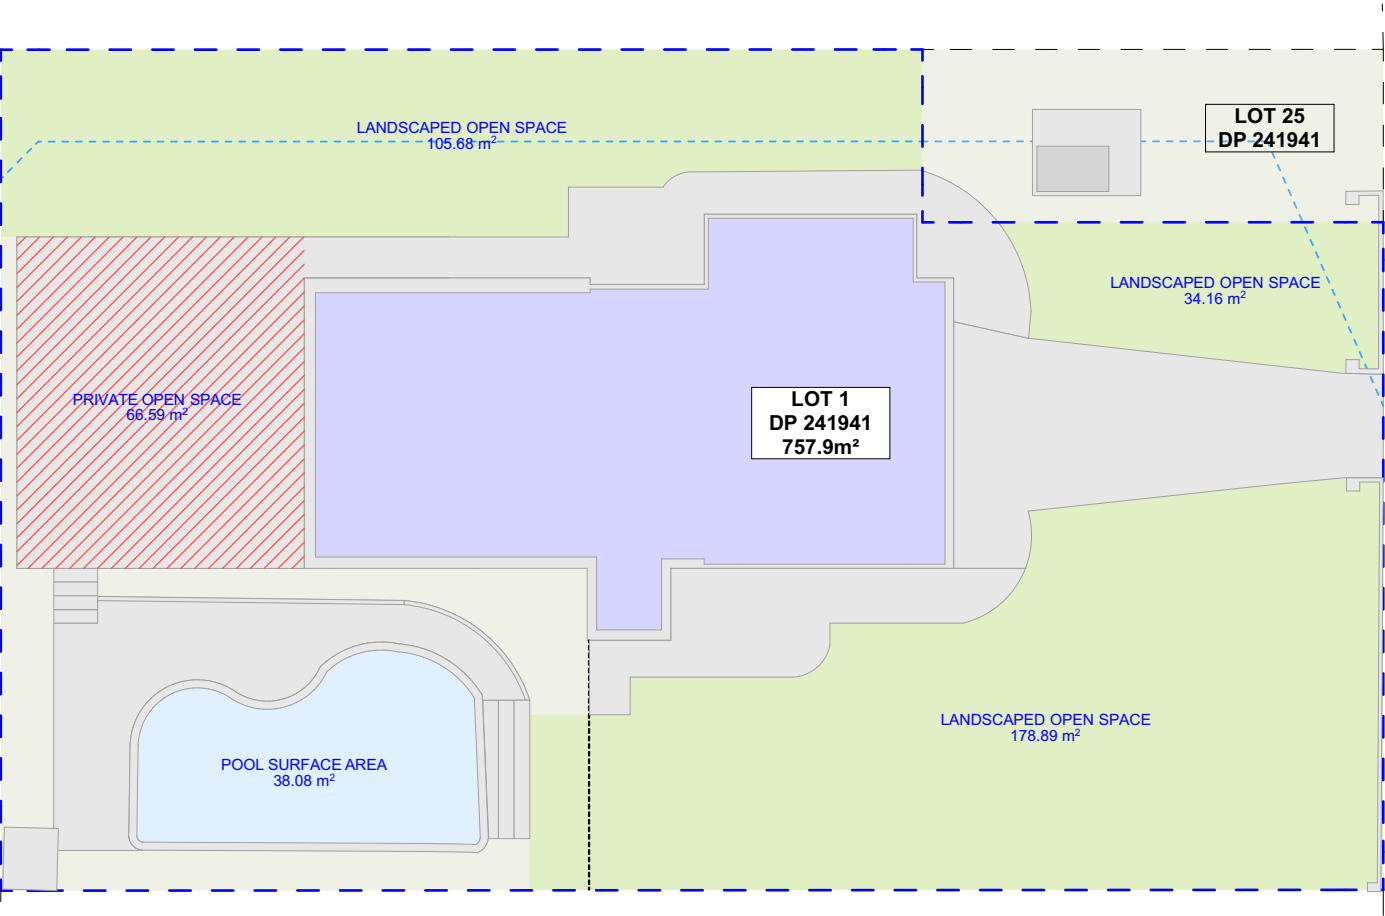 LANDSCAPED OPEN SPACE
105.68 m²
LOT 25
DP 241941
LANDSCAPED OPEN SPACE
34.16 m²
PRIVATE OPEN SPACE
66.59 m²
LOT 1
DP 241941
757.9m²
LANDSCAPED OPEN SPACE
178.89 m²
POOL SURFACE AREA
38.08 m²